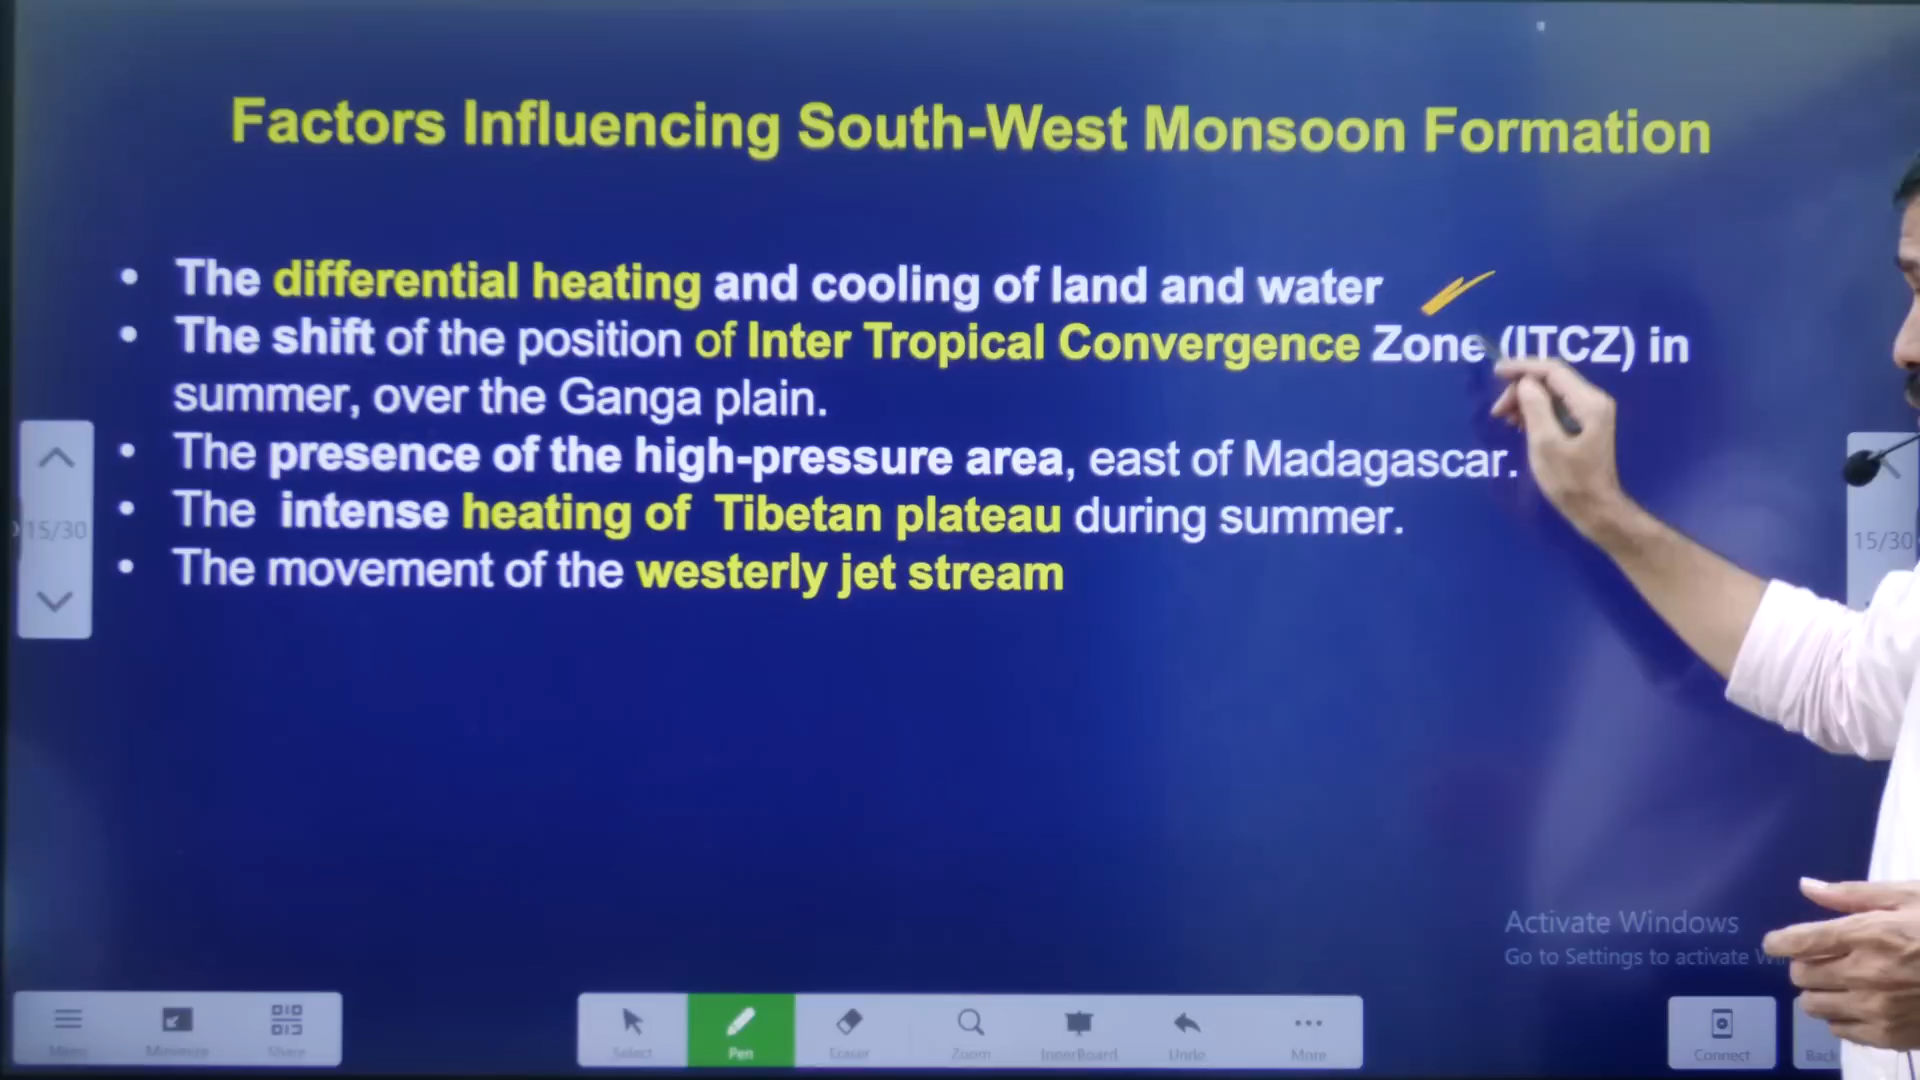 Factors Influencing South-West Monsoon Formation
• The differential heating and cooling of land and water
• The shift of the position of Inter Tropical Convergence Zone (ITCZ) in
summer, over the Ganga plain.
• The presence of the high-pressure area, east of Madagascar.
• The intense heating of Tibetan plateau during summer.
• The movement of the westerly jet stream
15/30
15/30
Activate Windows
Go to Settings to activate
Menu Minimize Share
Select Pen Eraser Zoom InnerBoard Undo More
Connect Back